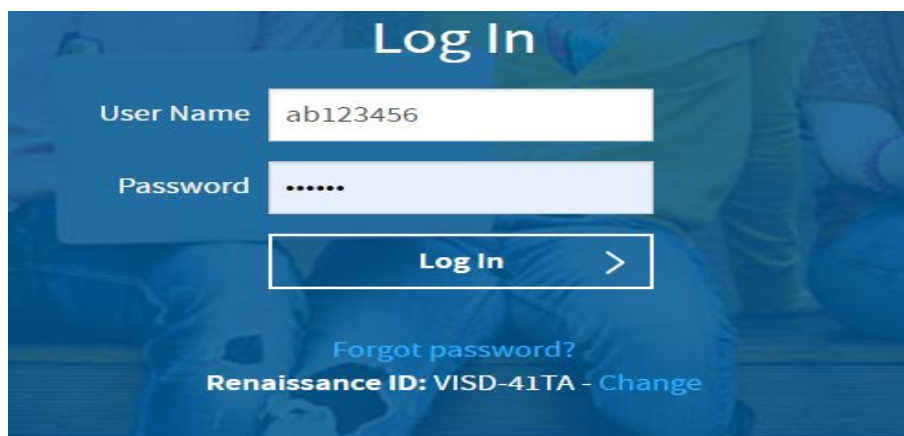 Log In
User Name ab123456
Password ••••••
Log In >
Forgot password?
Renaissance ID: VISD-41TA - Change